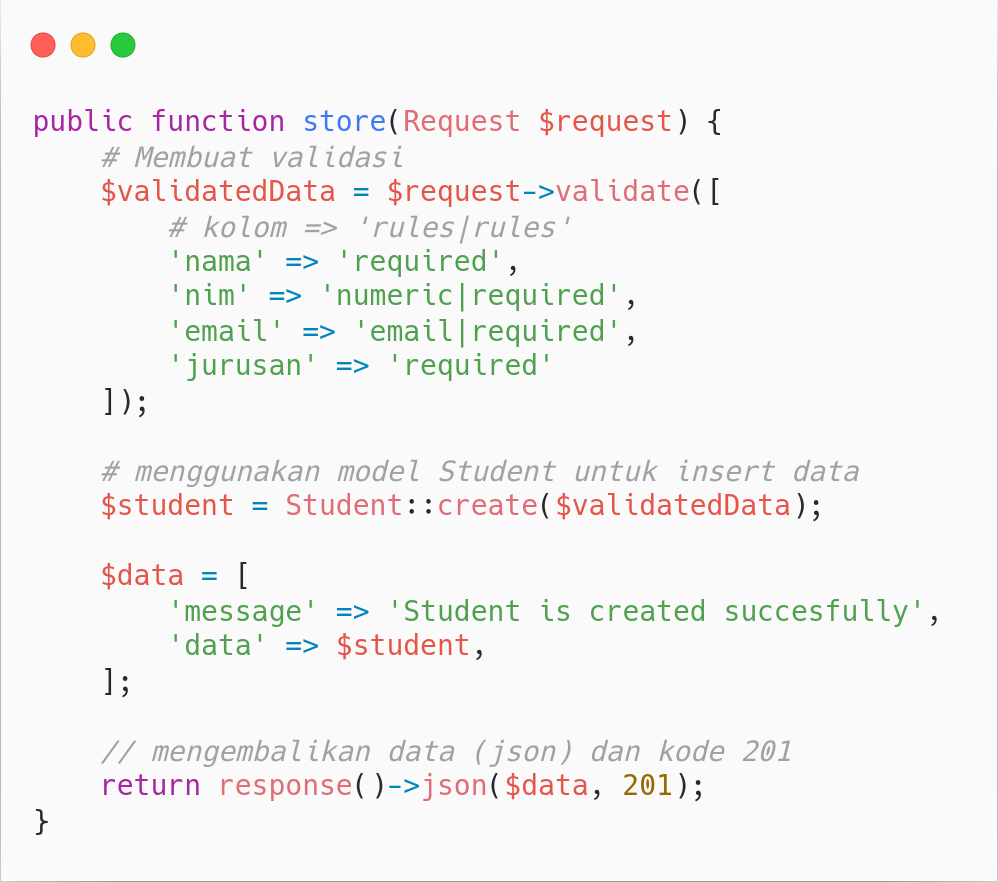 public function store(Request $request) {
    # Membuat validasi
    $validatedData = $request->validate([
        # kolom => 'rules|rules'
        'nama' => 'required',
        'nim' => 'numeric|required',
        'email' => 'email|required',
        'jurusan' => 'required'
    ]);

    # menggunakan model Student untuk insert data
    $student = Student::create($validatedData);

    $data = [
        'message' => 'Student is created succesfully',
        'data' => $student,
    ];

    // mengembalikan data (json) dan kode 201
    return response()->json($data, 201);
}